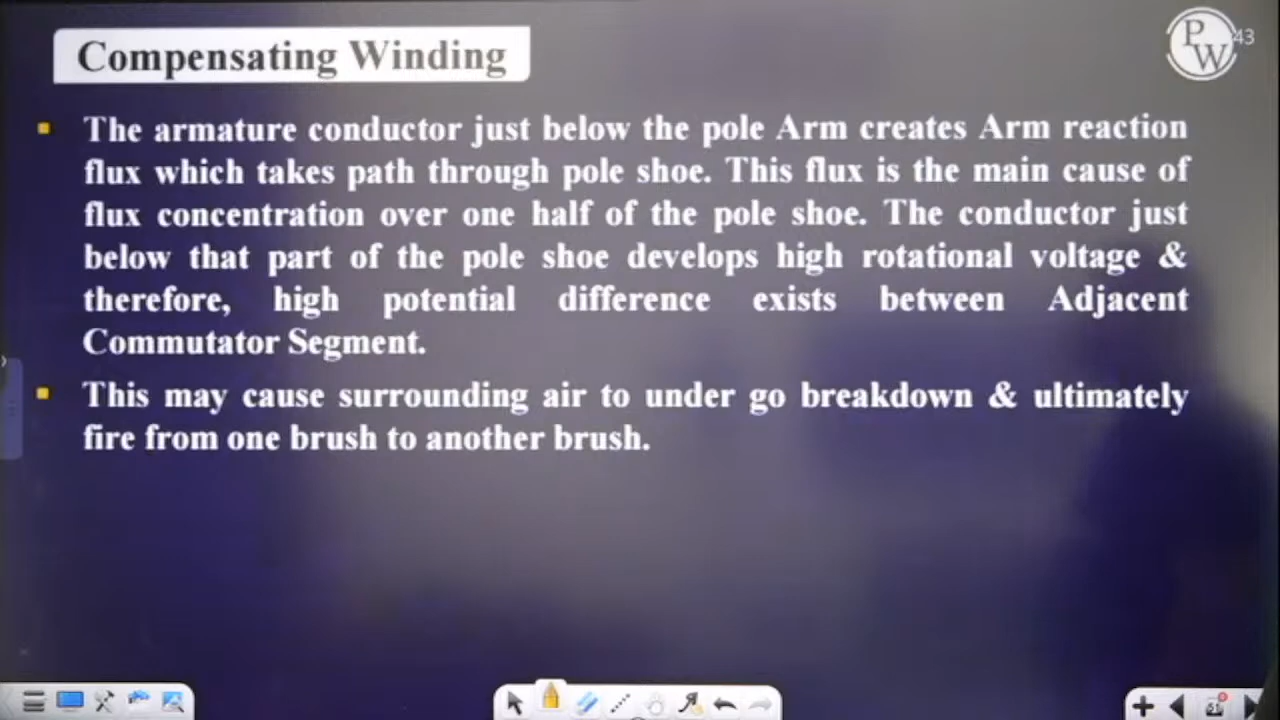 Compensating Winding
PW
43
The armature conductor just below the pole Arm creates Arm reaction
flux which takes path through pole shoe. This flux is the main cause of
flux concentration over one half of the pole shoe. The conductor just
below that part of the pole shoe develops high rotational voltage &
therefore, high potential difference exists between Adjacent
Commutator Segment.
This may cause surrounding air to under go breakdown & ultimately
fire from one brush to another brush.